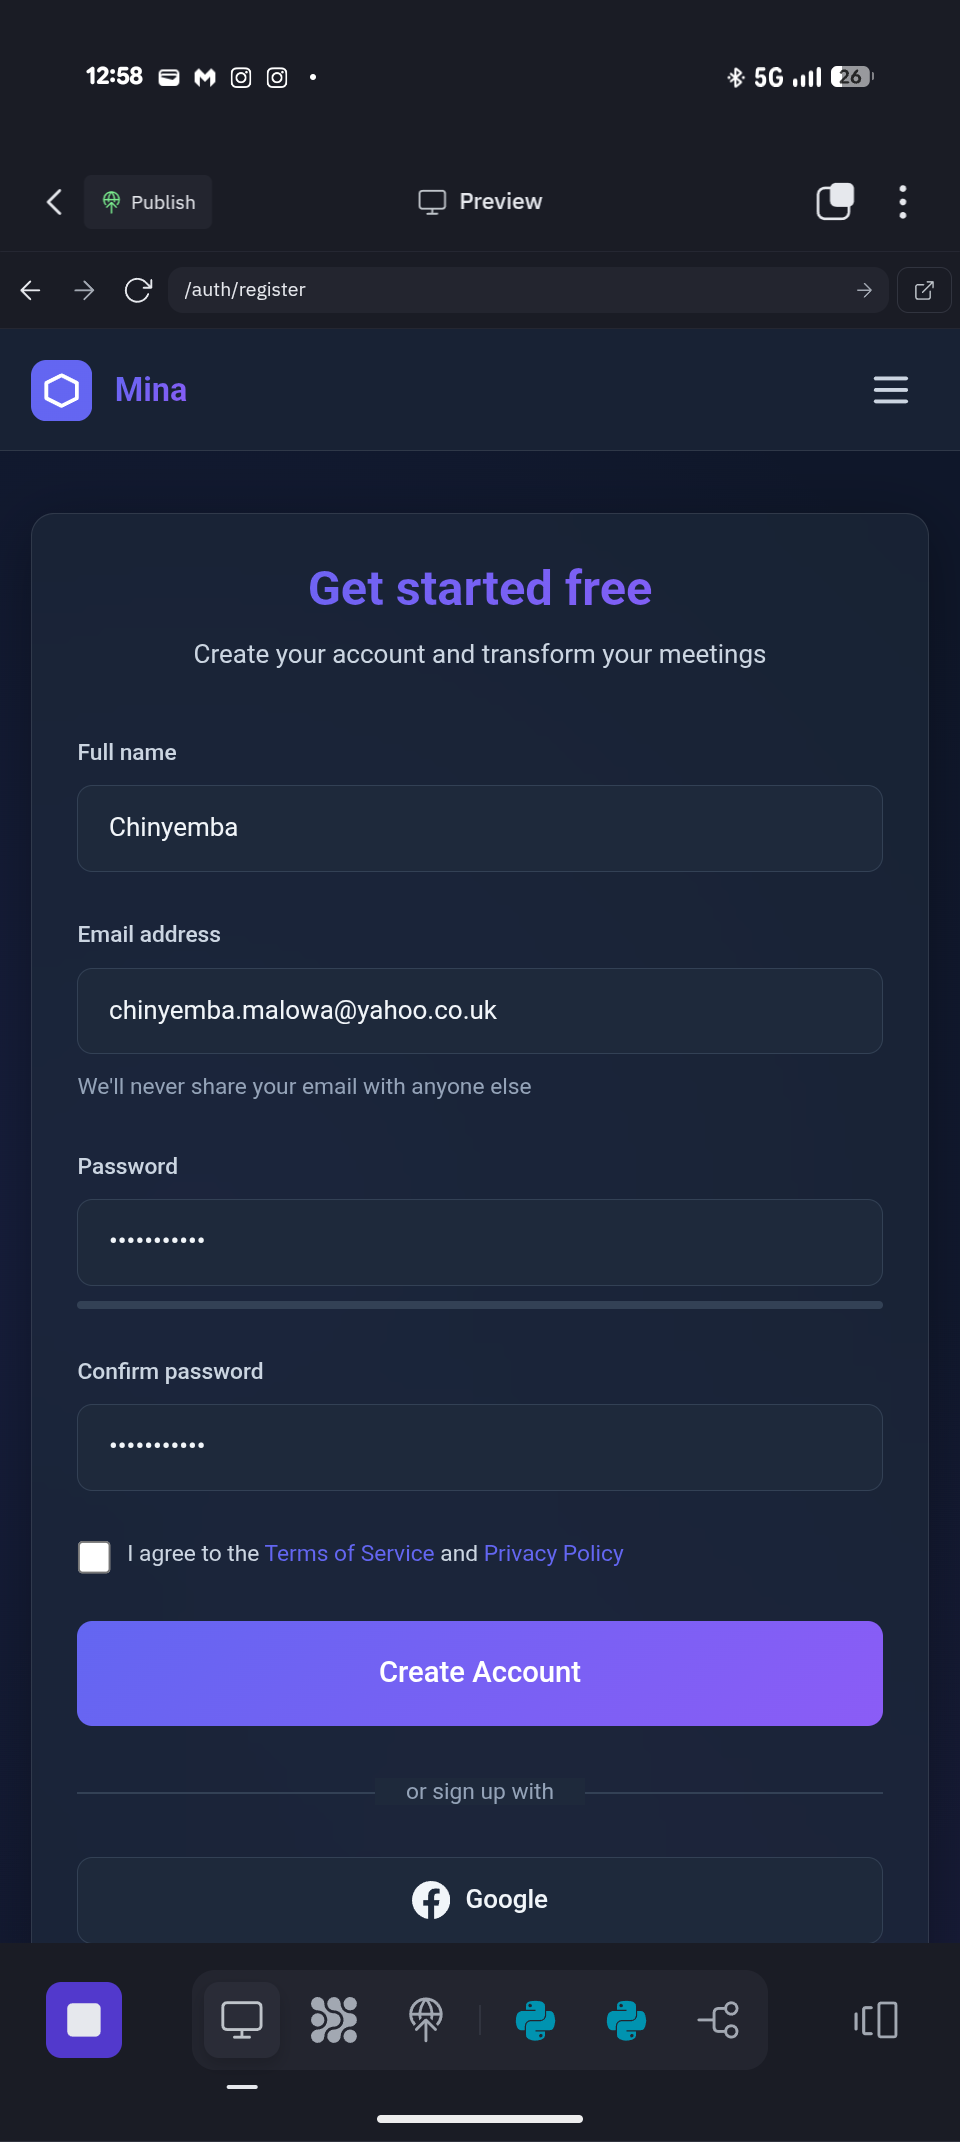 12:58
5G
26
Publish
Preview
/auth/register
Mina
Get started free
Create your account and transform your meetings
Full name
Chinyemba
Email address
chinyemba.malowa@yahoo.co.uk
We'll never share your email with anyone else
Password
•••••••••••
Confirm password
•••••••••••
I agree to the Terms of Service and Privacy Policy
Create Account
or sign up with
Google